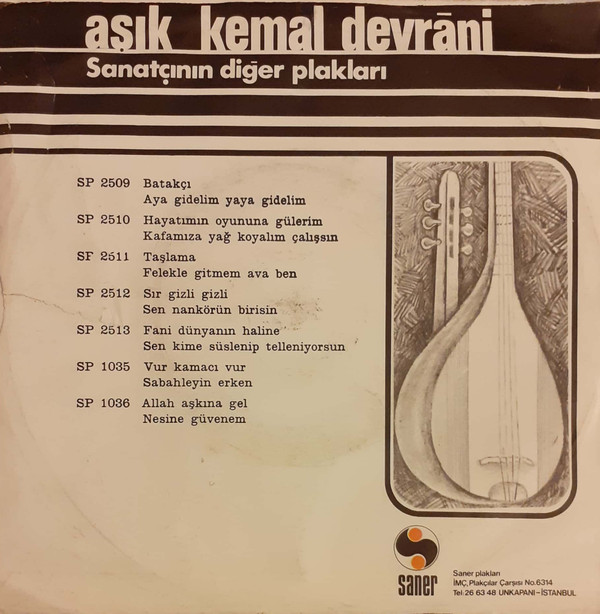 aşık kemal devrâni
Sanatçının diğer plakları
SP 2509 Batakçı
Aya gidelim yaya gidelim
SP 2510 Hayatımın oyununa gülerim
Kafamıza yağ koyalım çalışsın
SF 2511 Taşlama
Felekle gitmem ava ben
SP 2512 Sır gizli gizli
Sen nankörün birisin
SP 2513 Fani dünyanın haline
Sen kime süslenip telleniyorsun
SP 1035 Vur kamacı vur
Sabahleyin erken
SP 1036 Allah aşkına gel
Nesine güvenem
saner
Saner plakları
İMÇ, Plakçılar Çarşısı No.6314
Tel: 26 63 48 UNKAPANI-İSTANBUL